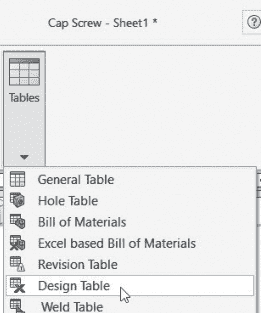 Cap Screw - Sheet1 *
?
Tables
General Table
Hole Table
Bill of Materials
Excel based Bill of Materials
Revision Table
Design Table
Weld Table